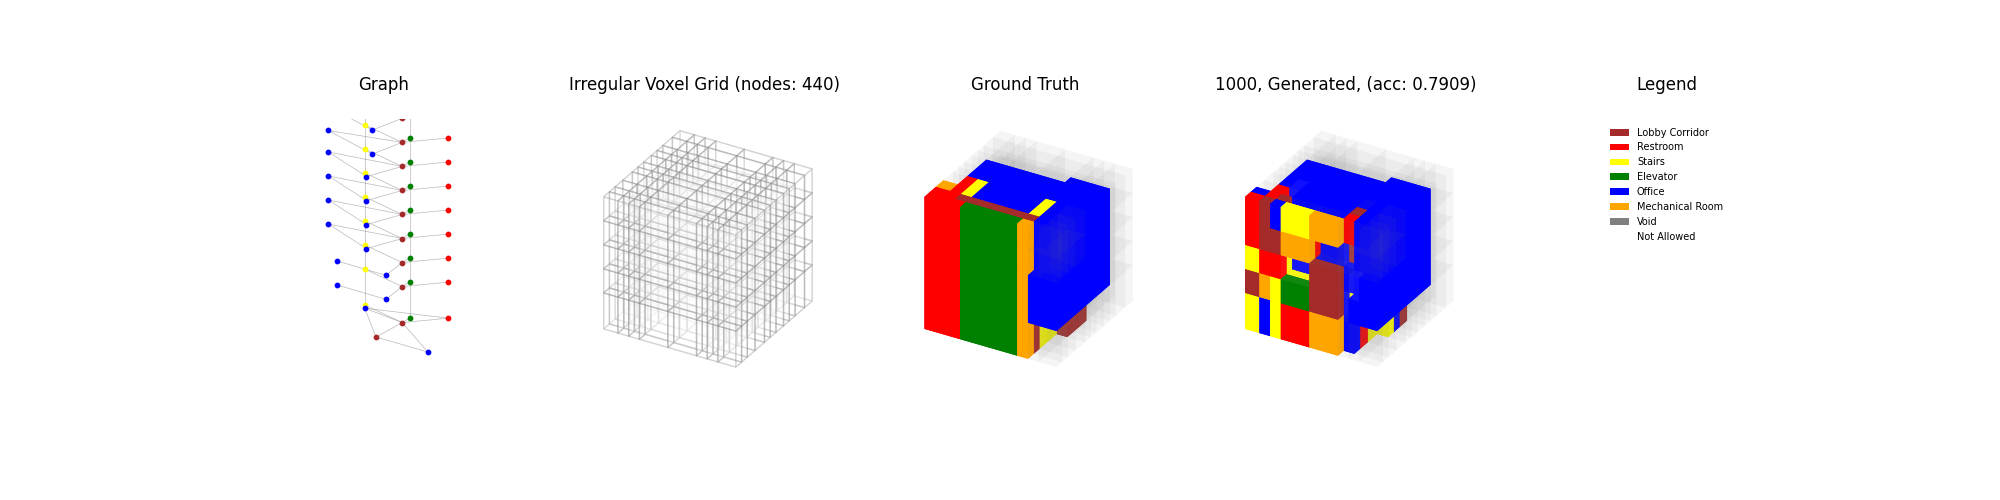 Graph
Irregular Voxel Grid (nodes: 440)
Ground Truth
1000, Generated, (acc: 0.7909)
Legend
Lobby Corridor
Restroom
Stairs
Elevator
Office
Mechanical Room
Void
Not Allowed